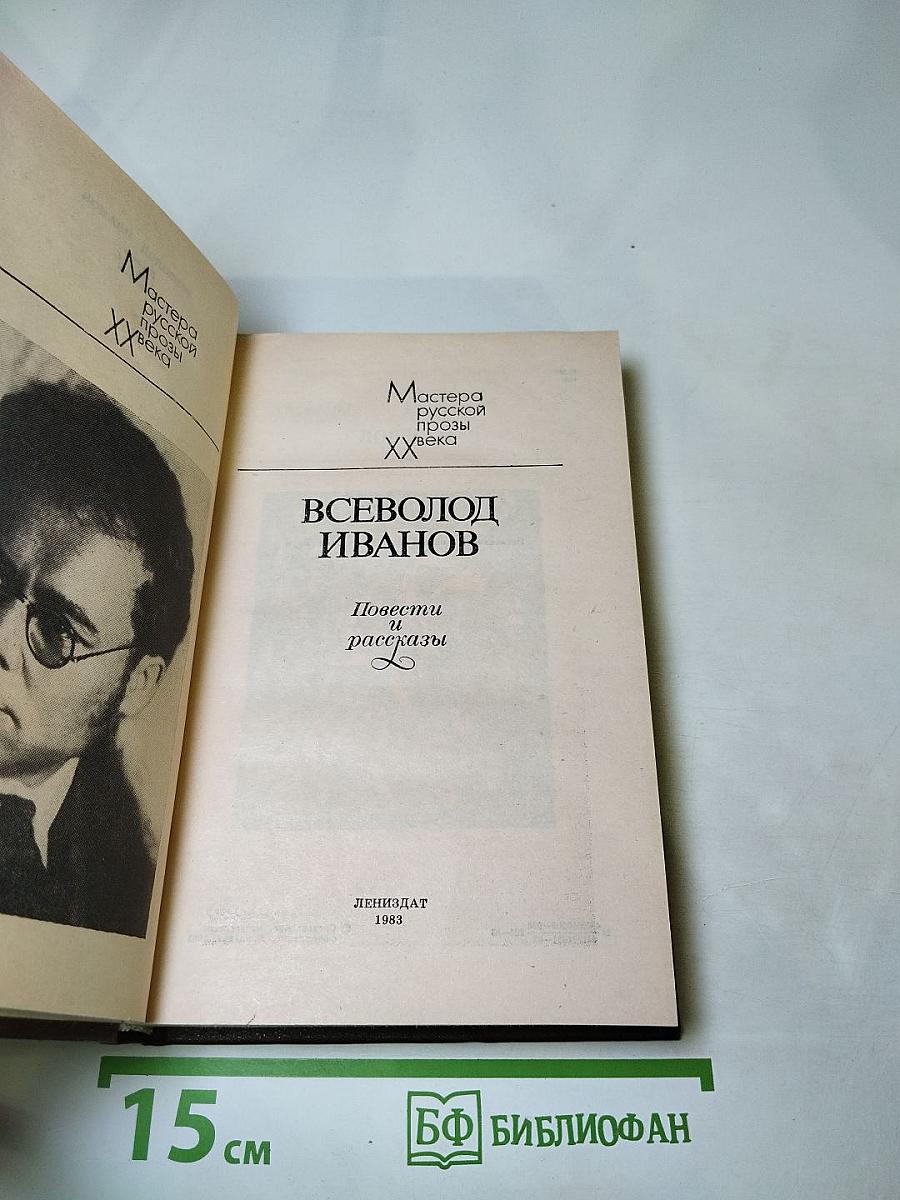 Мастера
русской
прозы
XX века
Мастера
русской
прозы
XX века
ВСЕВОЛОД
ИВАНОВ
Повести
и
рассказы
ЛЕНИЗДАТ
1983
15 см
БФ БИБЛИОФАН